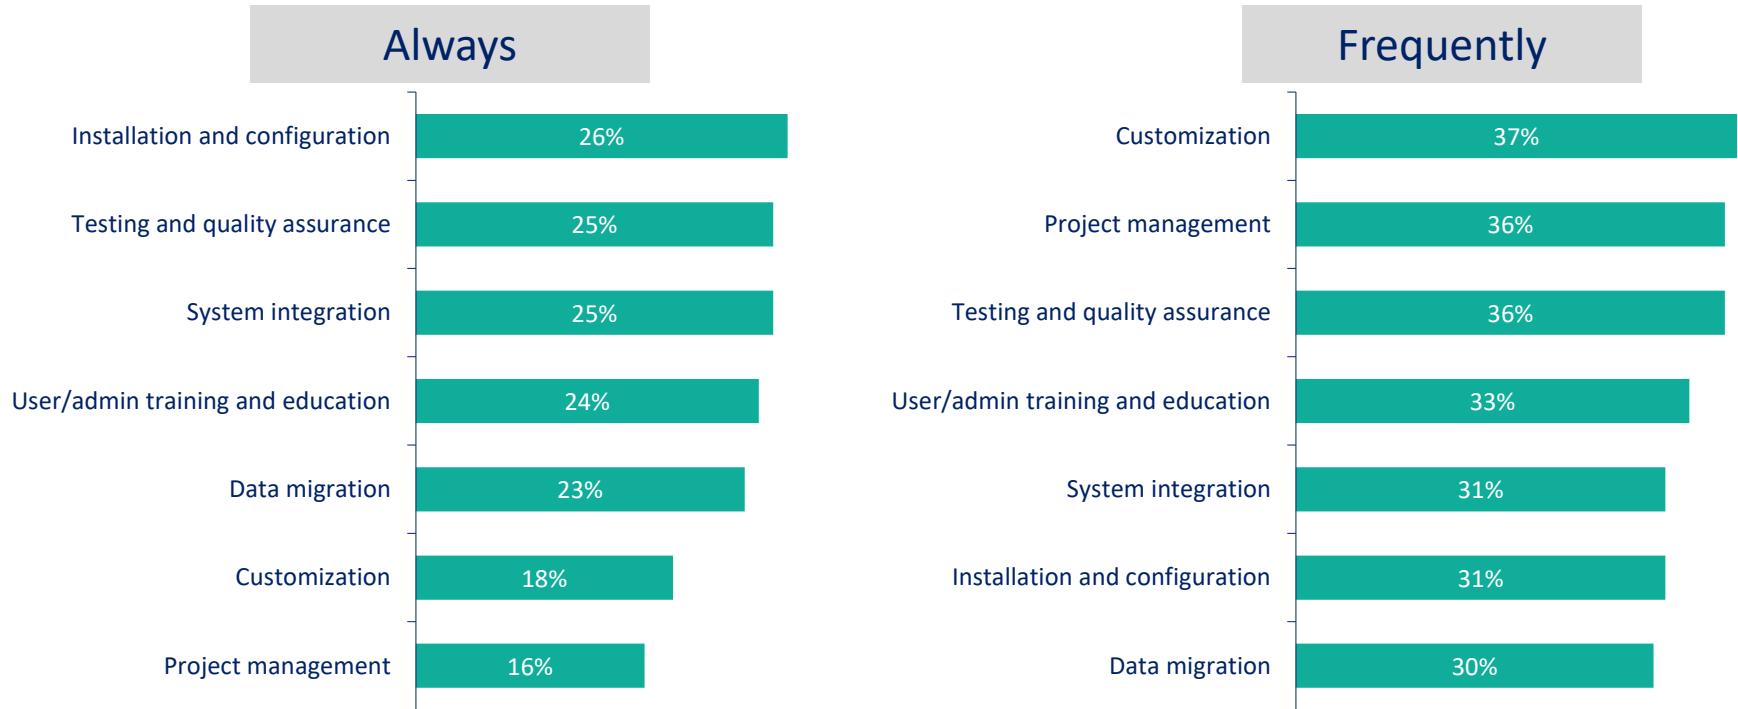 Always
Installation and configuration 26%
Testing and quality assurance 25%
System integration 25%
User/admin training and education 24%
Data migration 23%
Customization 18%
Project management 16%
Frequently
Customization 37%
Project management 36%
Testing and quality assurance 36%
User/admin training and education 33%
System integration 31%
Installation and configuration 31%
Data migration 30%